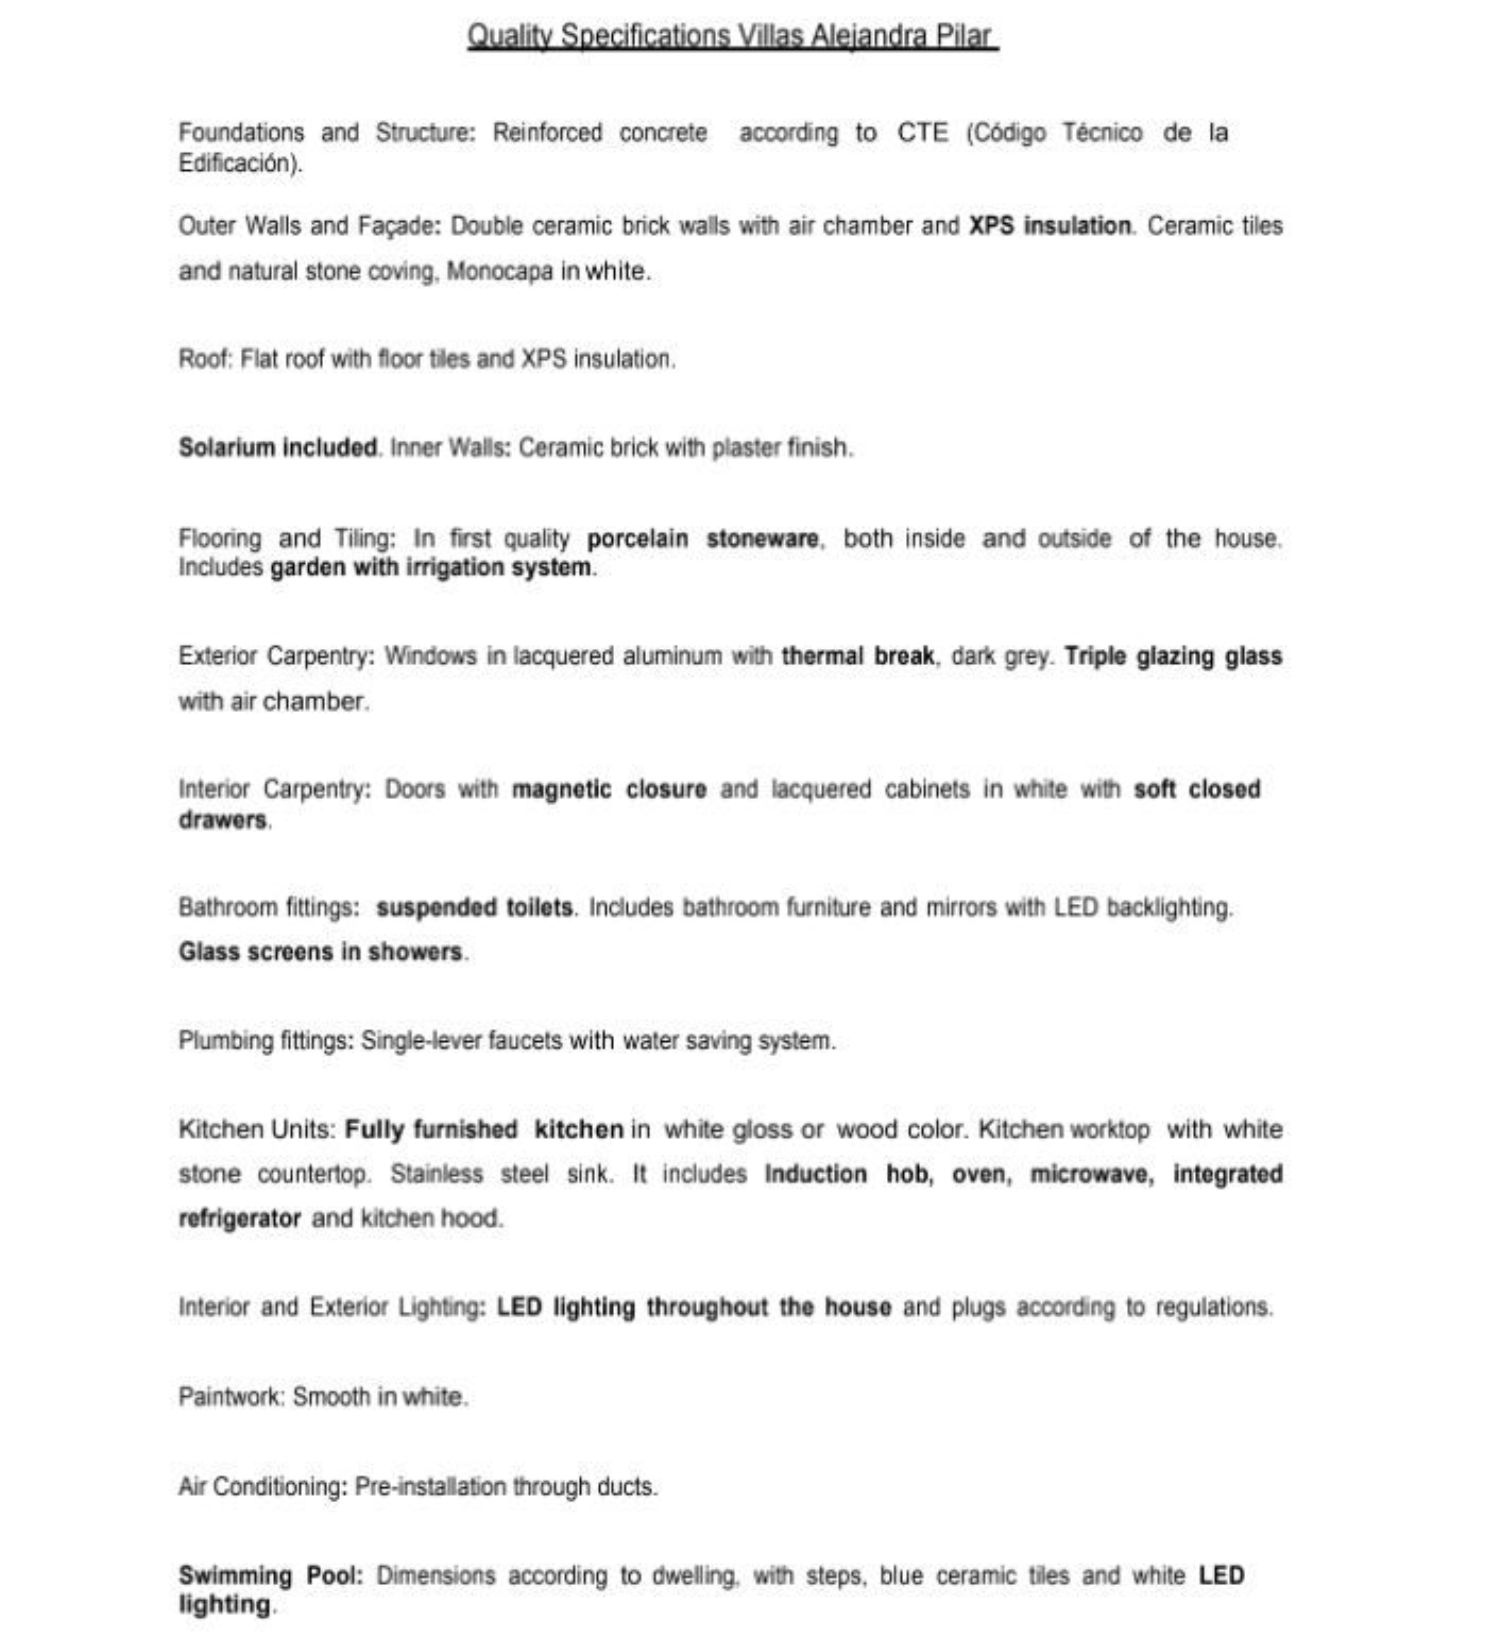 Quality Specifications Villas Alejandra Pilar
Foundations and Structure: Reinforced concrete according to CTE (Código Técnico de la
Edificación).
Outer Walls and Façade: Double ceramic brick walls with air chamber and XPS insulation. Ceramic tiles
and natural stone coving, Monocapa in white.
Roof: Flat roof with floor tiles and XPS insulation.
Solarium included. Inner Walls: Ceramic brick with plaster finish.
Flooring and Tiling: In first quality porcelain stoneware, both inside and outside of the house.
Includes garden with irrigation system.
Exterior Carpentry: Windows in lacquered aluminum with thermal break, dark grey. Triple glazing glass
with air chamber.
Interior Carpentry: Doors with magnetic closure and lacquered cabinets in white with soft closed
drawers.
Bathroom fittings: suspended toilets. Includes bathroom furniture and mirrors with LED backlighting.
Glass screens in showers.
Plumbing fittings: Single-lever faucets with water saving system.
Kitchen Units: Fully furnished kitchen in white gloss or wood color. Kitchen worktop with white
stone countertop. Stainless steel sink. It includes Induction hob, oven, microwave, integrated
refrigerator and kitchen hood.
Interior and Exterior Lighting: LED lighting throughout the house and plugs according to regulations.
Paintwork: Smooth in white.
Air Conditioning: Pre-installation through ducts.
Swimming Pool: Dimensions according to dwelling, with steps, blue ceramic tiles and white LED
lighting.